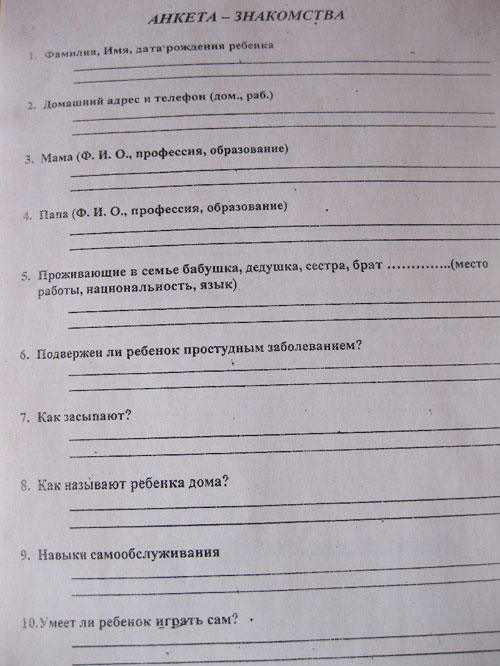 АНКЕТА – ЗНАКОМСТВА
1. Фамилия, Имя, дата рождения ребенка
2. Домашний адрес и телефон (дом., раб.)
3. Мама (Ф. И. О., профессия, образование)
4. Папа (Ф. И. О., профессия, образование)
5. Проживающие в семье бабушка, дедушка, сестра, брат …………..(место
работы, национальность, язык)
6. Подвержен ли ребенок простудным заболеванием?
7. Как засыпают?
8. Как называют ребенка дома?
9. Навыки самообслуживания
10.Умеет ли ребенок играть сам?